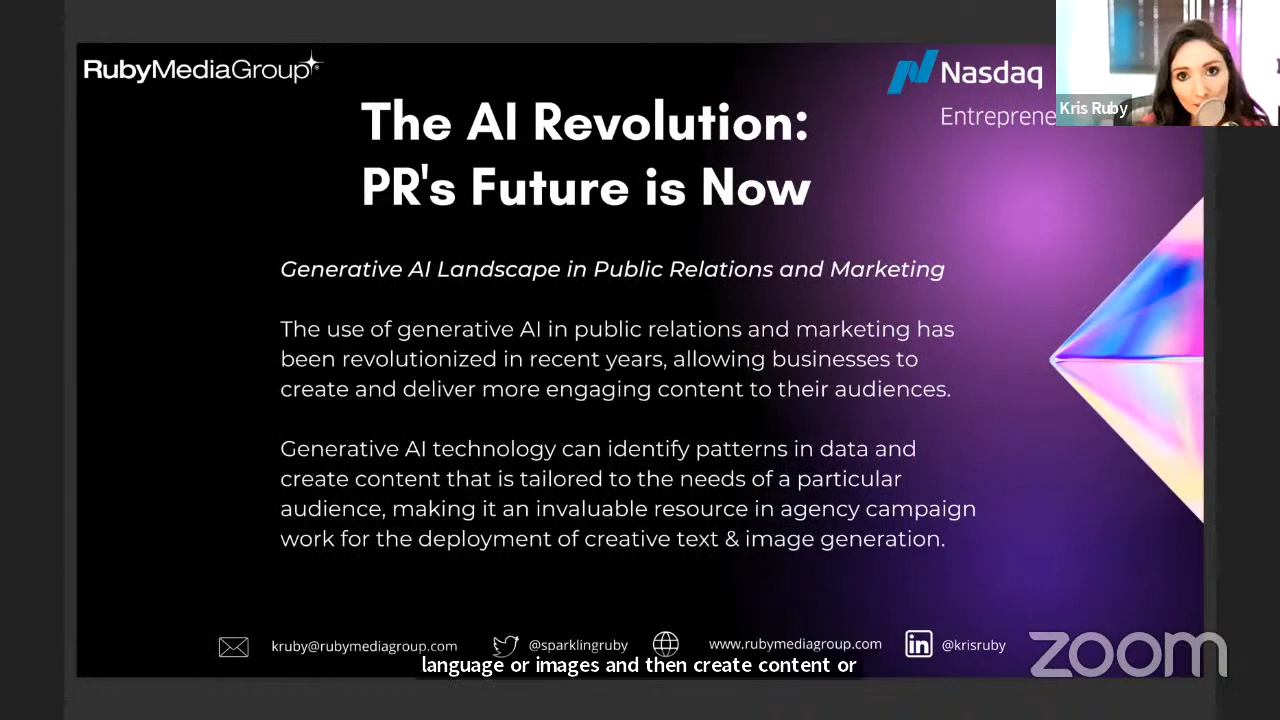 RubyMediaGroup
Nasdaq
Entreprene
Kris Ruby
The AI Revolution:
PR's Future is Now
Generative AI Landscape in Public Relations and Marketing
The use of generative AI in public relations and marketing has
been revolutionized in recent years, allowing businesses to
create and deliver more engaging content to their audiences.
Generative AI technology can identify patterns in data and
create content that is tailored to the needs of a particular
audience, making it an invaluable resource in agency campaign
work for the deployment of creative text & image generation.
kruby@rubymediagroup.com
@sparklingruby
www.rubymediagroup.com
@krisruby
language or images and then create content or
zoom